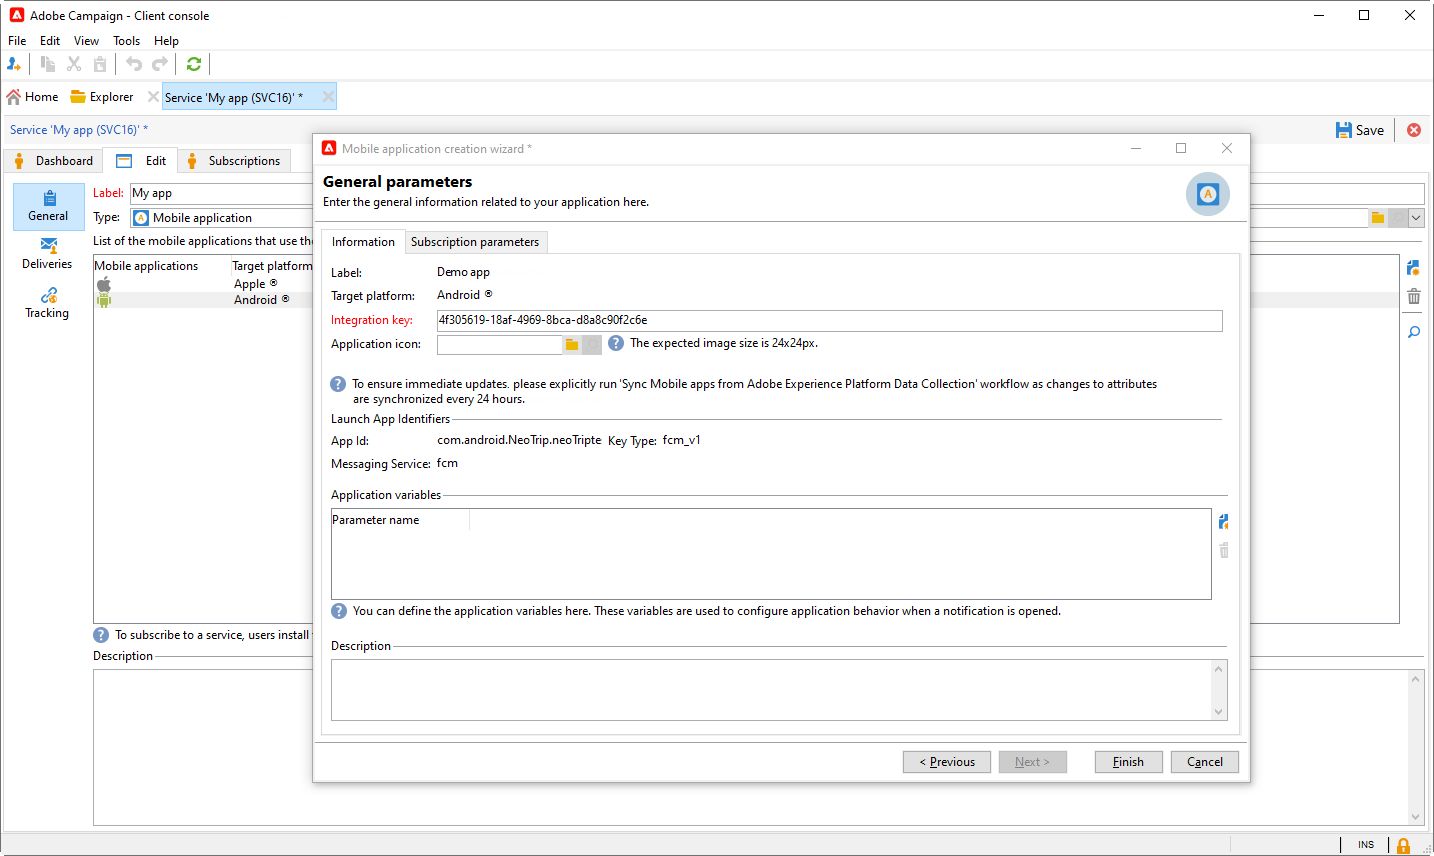 Adobe Campaign - Client console
File Edit View Tools Help
Home Explorer Service 'My app (SVC16)' *
Service 'My app (SVC16)' *
Save
Dashboard Edit Subscriptions
General
Deliveries
Tracking
Label: My app
Type: Mobile application
List of the mobile applications that use the
Mobile applications Target platform
Apple ®
Android ®
To subscribe to a service, users install
Description
Mobile application creation wizard *
General parameters
Enter the general information related to your application here.
Information Subscription parameters
Label: Demo app
Target platform: Android ®
Integration key: 4f305619-18af-4969-8bca-d8a8c90f2c6e
Application icon: The expected image size is 24x24px.
To ensure immediate updates. please explicitly run 'Sync Mobile apps from Adobe Experience Platform Data Collection' workflow as changes to attributes
are synchronized every 24 hours.
Launch App Identifiers
App Id: com.android.NeoTrip.neoTripte Key Type: fcm_v1
Messaging Service: fcm
Application variables
Parameter name
You can define the application variables here. These variables are used to configure application behavior when a notification is opened.
Description
< Previous Next > Finish Cancel
INS